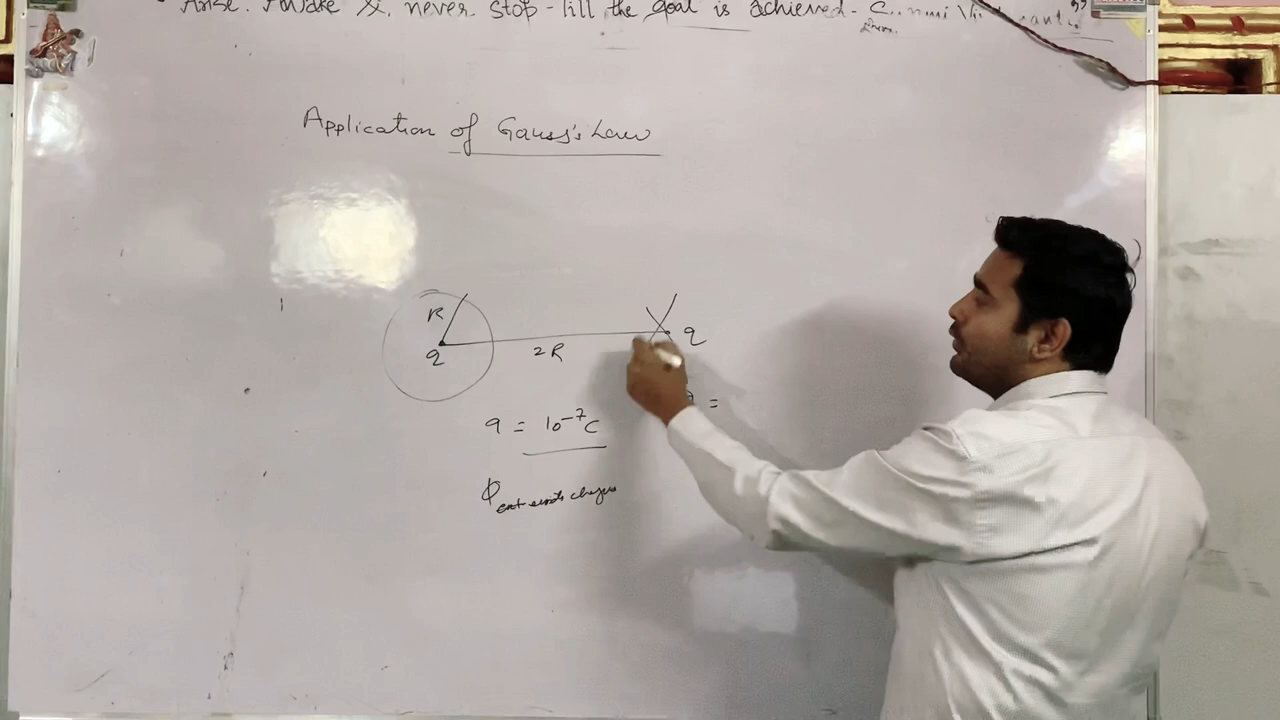 Arise. Awake & never stop till the goal is achieved -
Application of Gauss's Law
R
q
2R
q
q = 10⁻⁷C
=
Φ